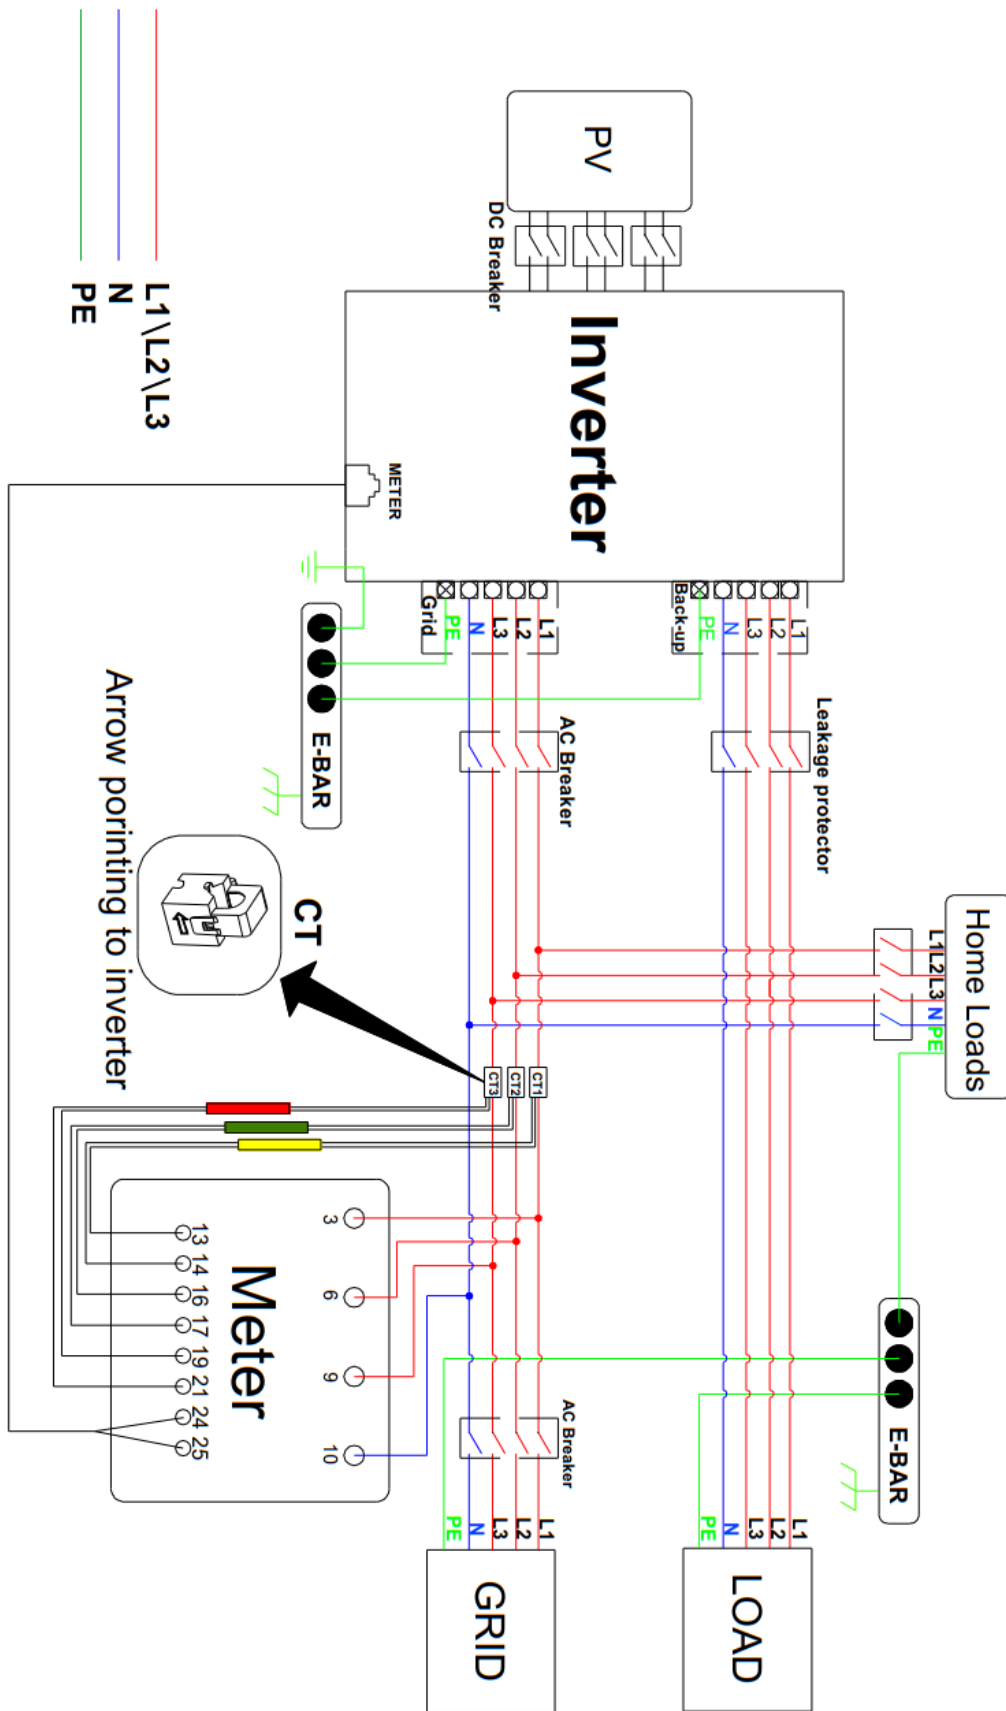 Home Loads
L1 L2 L3 N PE
E-BAR
Leakage protector
Back-up
L1
L2
L3
N
PE
L1
L2
L3
N
PE
LOAD
PV
DC Breaker
Inverter
METER
Grid
L1
L2
L3
N
PE
AC Breaker
CT1
CT2
CT3
AC Breaker
L1
L2
L3
N
PE
GRID
E-BAR
CT
Arrow porinting to inverter
3
6
9
10
Meter
13
14
16
17
19
21
24
25
L1\L2\L3
N
PE